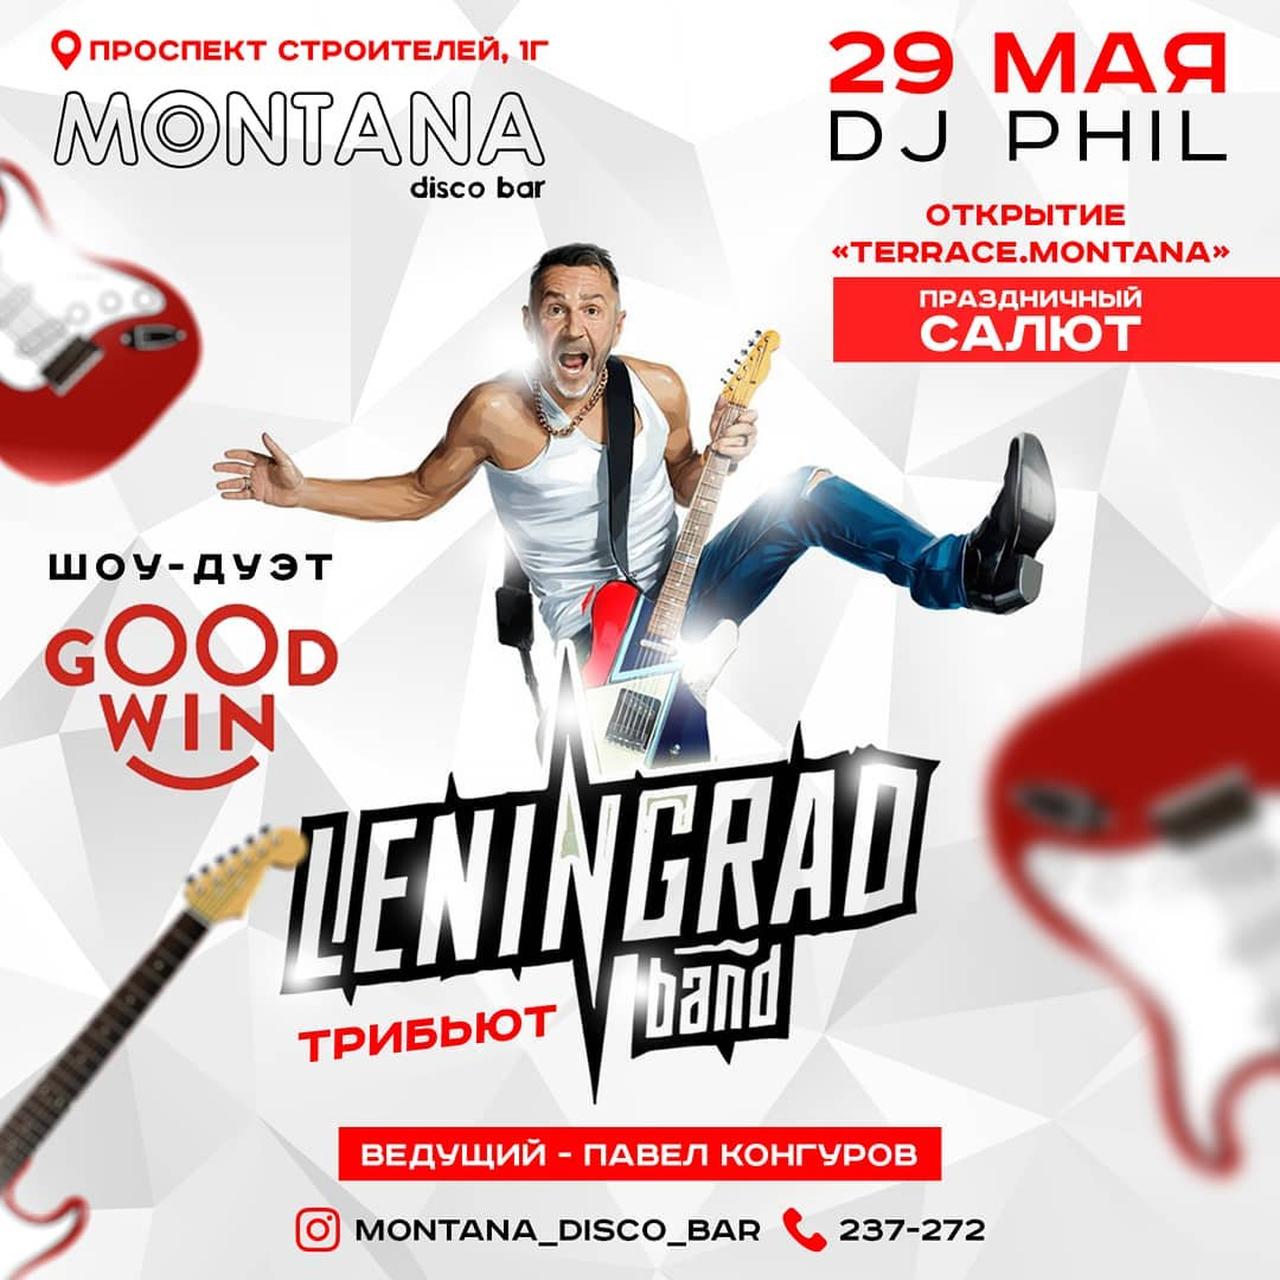 ПРОСПЕКТ СТРОИТЕЛЕЙ, 1Г
MONTANA
disco bar
29 МАЯ
DJ PHIL
ОТКРЫТИЕ
«TERRACE.MONTANA»
ПРАЗДНИЧНЫЙ
САЛЮТ
ШОУ-ДУЭТ
GOOD
WIN
LENINGRAD
band
ТРИБЬЮТ
ВЕДУЩИЙ - ПАВЕЛ КОНГУРОВ
MONTANA_DISCO_BAR 237-272